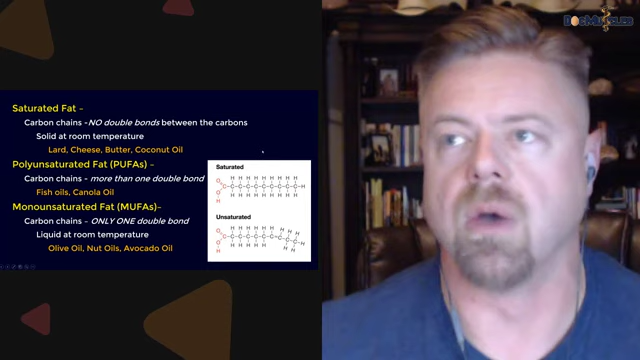 Saturated Fat –
Carbon chains -NO double bonds between the carbons
Solid at room temperature
Lard, Cheese, Butter, Coconut Oil
Polyunsaturated Fat (PUFAs) –
Carbon chains - more than one double bond
Fish oils, Canola Oil
Monounsaturated Fat (MUFAs)–
Carbon chains – ONLY ONE double bond
Liquid at room temperature
Olive Oil, Nut Oils, Avocado Oil
Saturated
Unsaturated